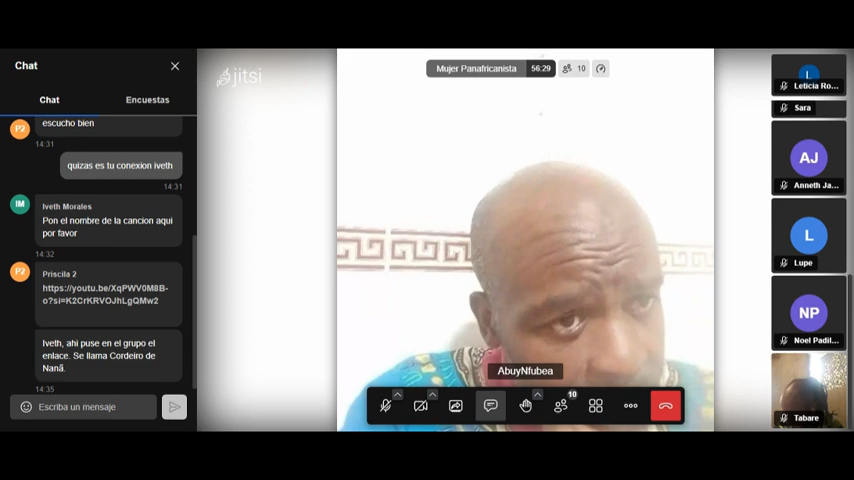 Chat
Chat
Encuestas
P2
escucho bien
14:31
quizas es tu conexion iveth
14:31
IM
Iveth Morales
Pon el nombre de la cancion aqui
por favor
14:32
P2
Priscila 2
https://youtu.be/XqPWV0M8B-
o?si=K2CrKRVOJhLgQMw2
Iveth, ahi puse en el grupo el
enlace. Se llama Cordeiro de
Nanã.
14:35
Escriba un mensaje
jitsi
Mujer Panafricanista
56:29
10
AbuyNfubea
10
L
Leticia Ro...
Sara
AJ
Anneth Ja...
L
Lupe
NP
Noel Padil...
Tabare